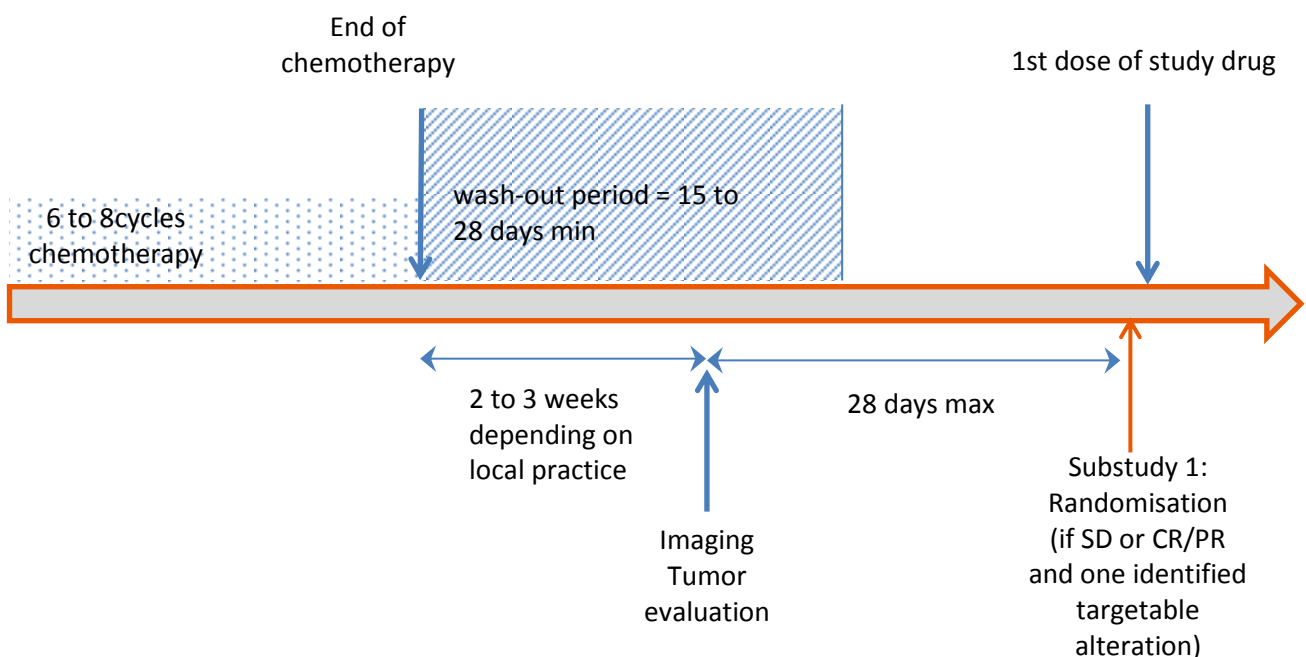 End of
chemotherapy
1st dose of study drug
wash-out period = 15 to
28 days min
6 to 8cycles
chemotherapy
2 to 3 weeks
depending on
local practice
28 days max
Imaging
Tumor
evaluation
Substudy 1:
Randomisation
(if SD or CR/PR
and one identified
targetable
alteration)